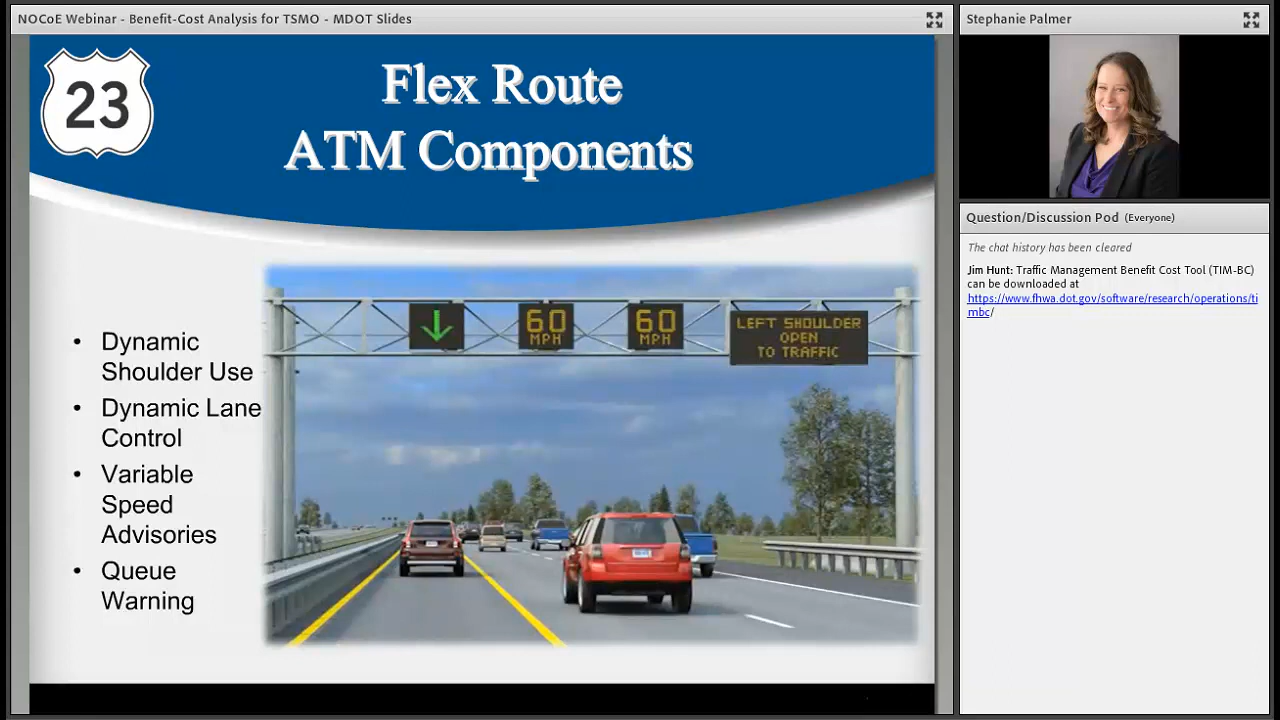 NOCoE Webinar - Benefit-Cost Analysis for TSMO - MDOT Slides
23
Flex Route
ATM Components
• Dynamic
Shoulder Use
• Dynamic Lane
Control
• Variable
Speed
Advisories
• Queue
Warning
60
MPH
60
MPH
LEFT SHOULDER
OPEN
TO TRAFFIC
Stephanie Palmer
Question/Discussion Pod (Everyone)
The chat history has been cleared
Jim Hunt: Traffic Management Benefit Cost Tool (TIM-BC)
can be downloaded at
https://www.fhwa.dot.gov/software/research/operations/ti
mbc/